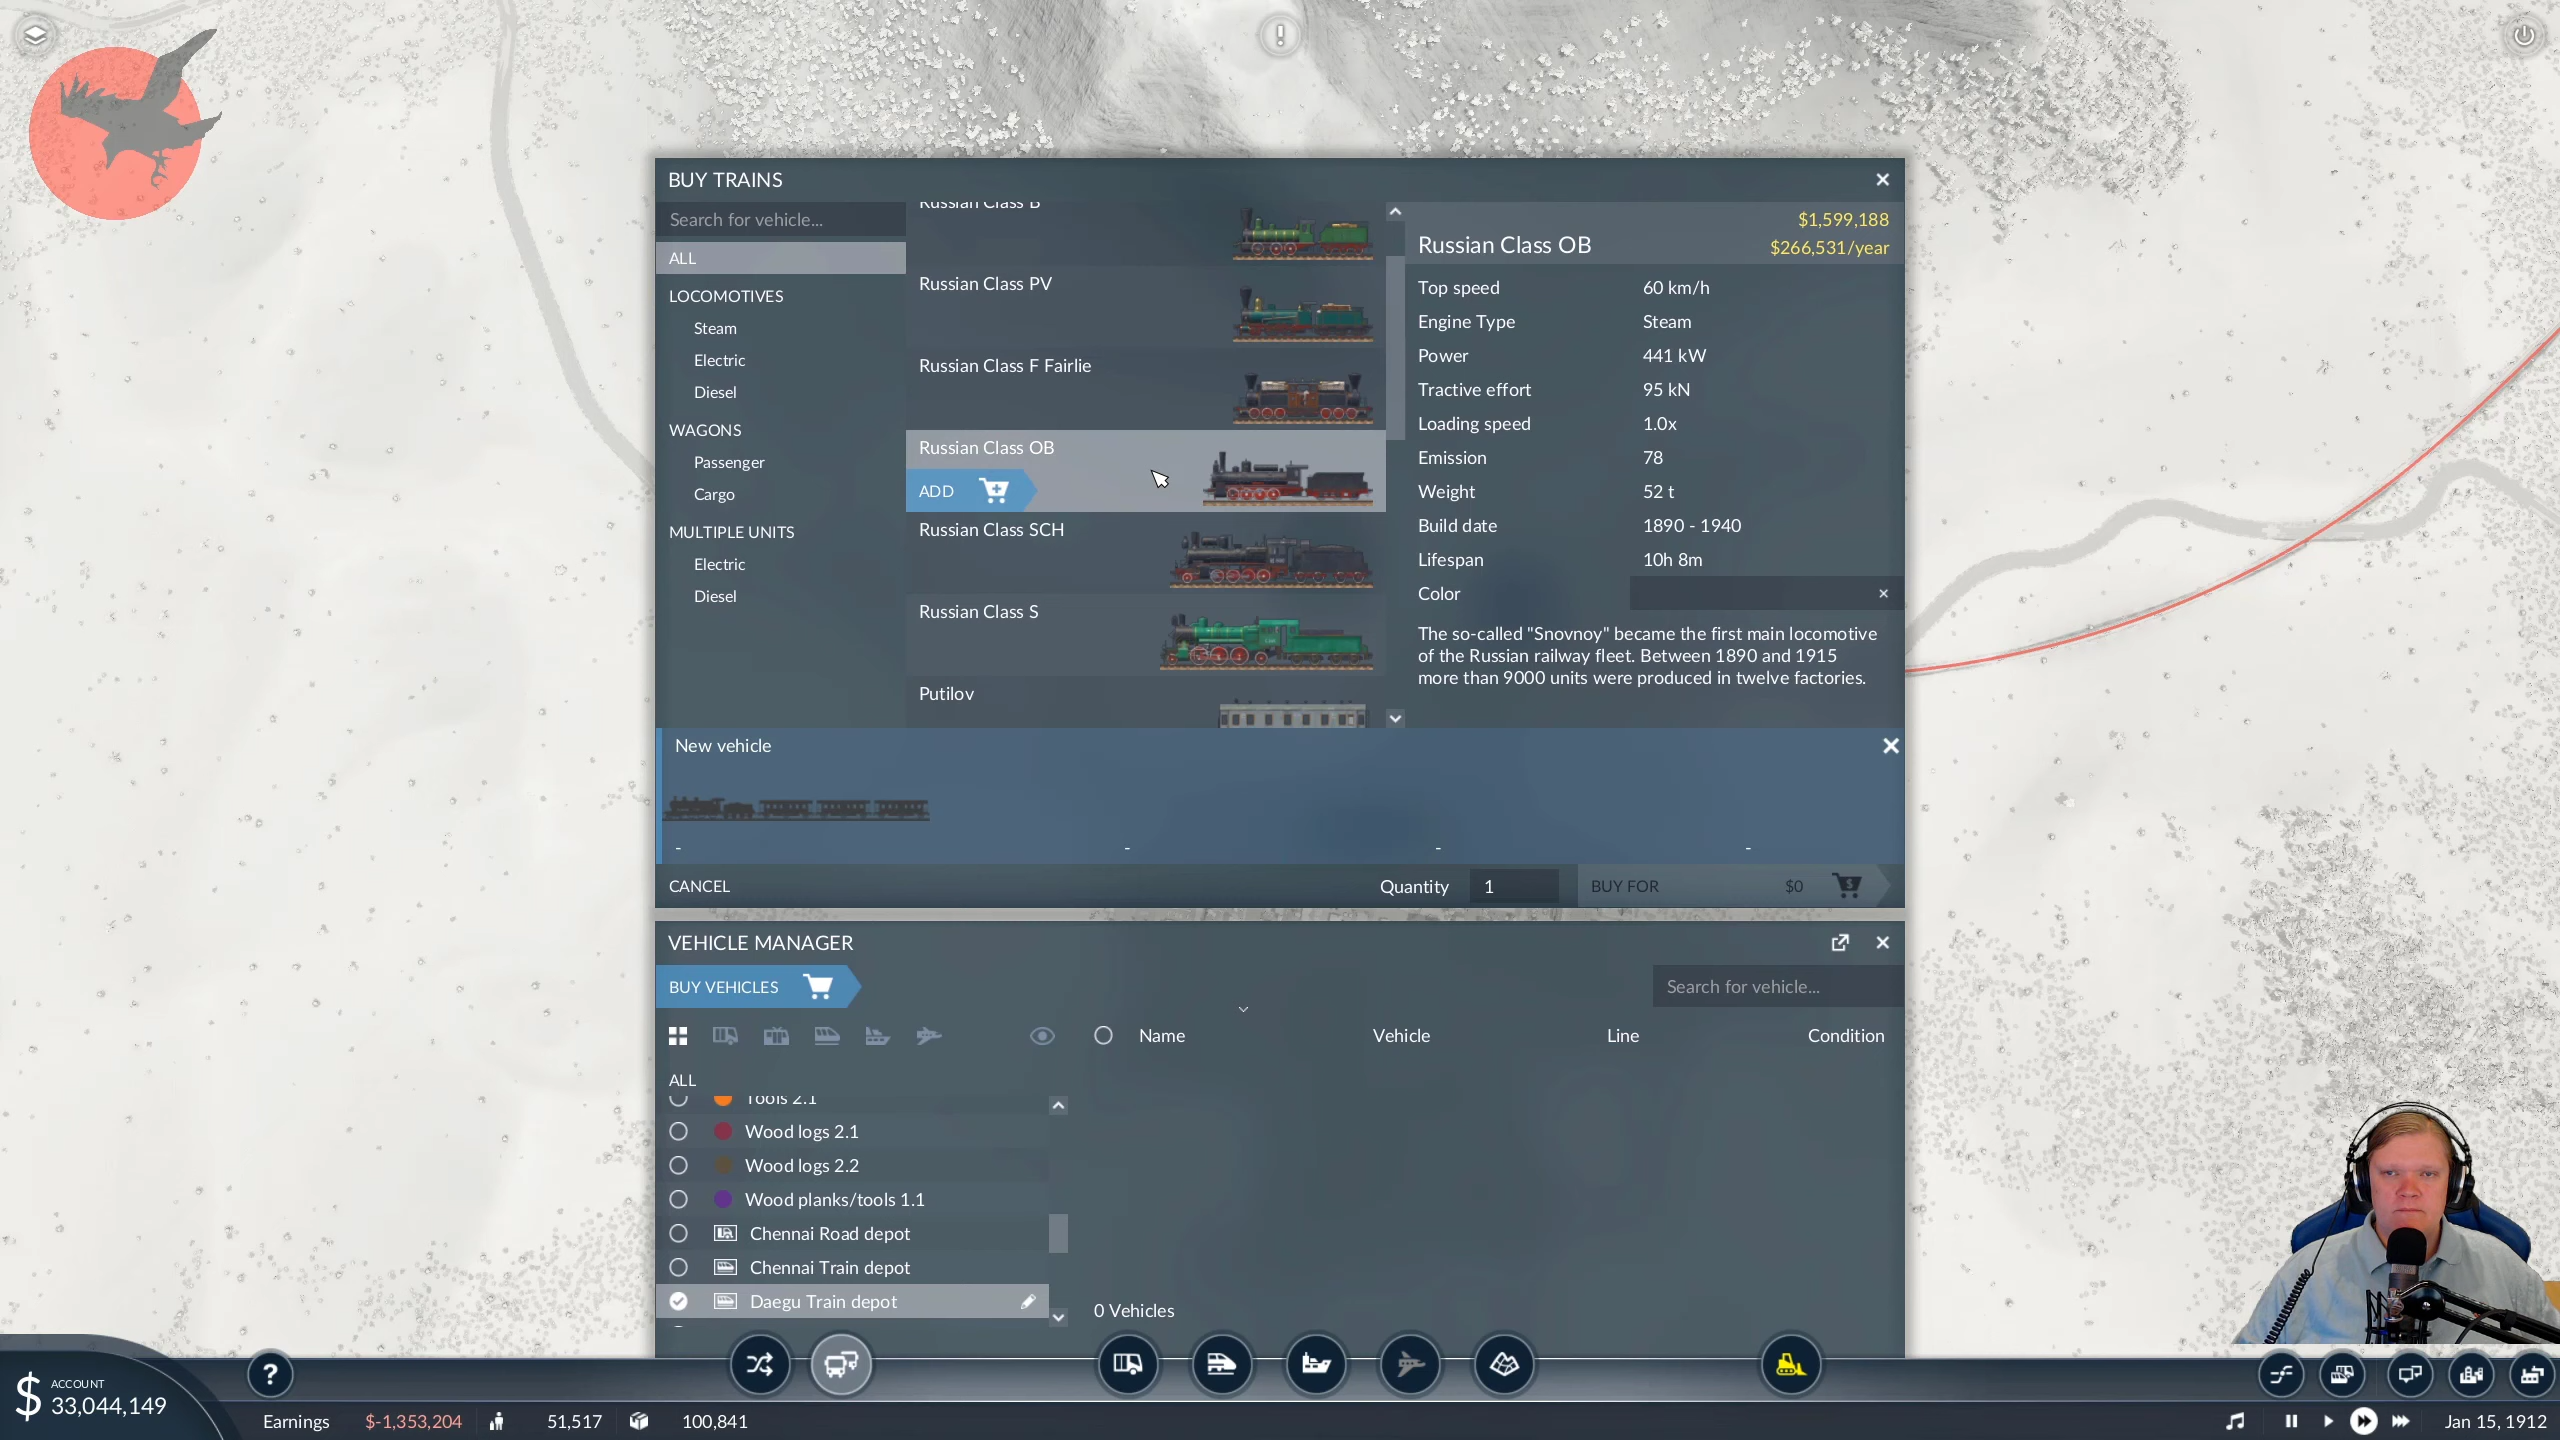 BUY TRAINS
Search for vehicle...
ALL
LOCOMOTIVES
Steam
Electric
Diesel
WAGONS
Passenger
Cargo
MULTIPLE UNITS
Electric
Diesel
Russian Class B
Russian Class PV
Russian Class F Fairlie
Russian Class OB
ADD
Russian Class SCH
Russian Class S
Putilov
$1,599,188
Russian Class OB
$266,531/year
Top speed 60 km/h
Engine Type Steam
Power 441 kW
Tractive effort 95 kN
Loading speed 1.0x
Emission 78
Weight 52 t
Build date 1890 - 1940
Lifespan 10h 8m
Color
The so-called "Snovnoy" became the first main locomotive
of the Russian railway fleet. Between 1890 and 1915
more than 9000 units were produced in twelve factories.
New vehicle
- - - -
CANCEL Quantity 1 BUY FOR $0
VEHICLE MANAGER
BUY VEHICLES
Search for vehicle...
Name Vehicle Line Condition
ALL
Tools 2.1
Wood logs 2.1
Wood logs 2.2
Wood planks/tools 1.1
Chennai Road depot
Chennai Train depot
Daegu Train depot
0 Vehicles
ACCOUNT
$ 33,044,149
Earnings $-1,353,204 51,517 100,841
Jan 15, 1912